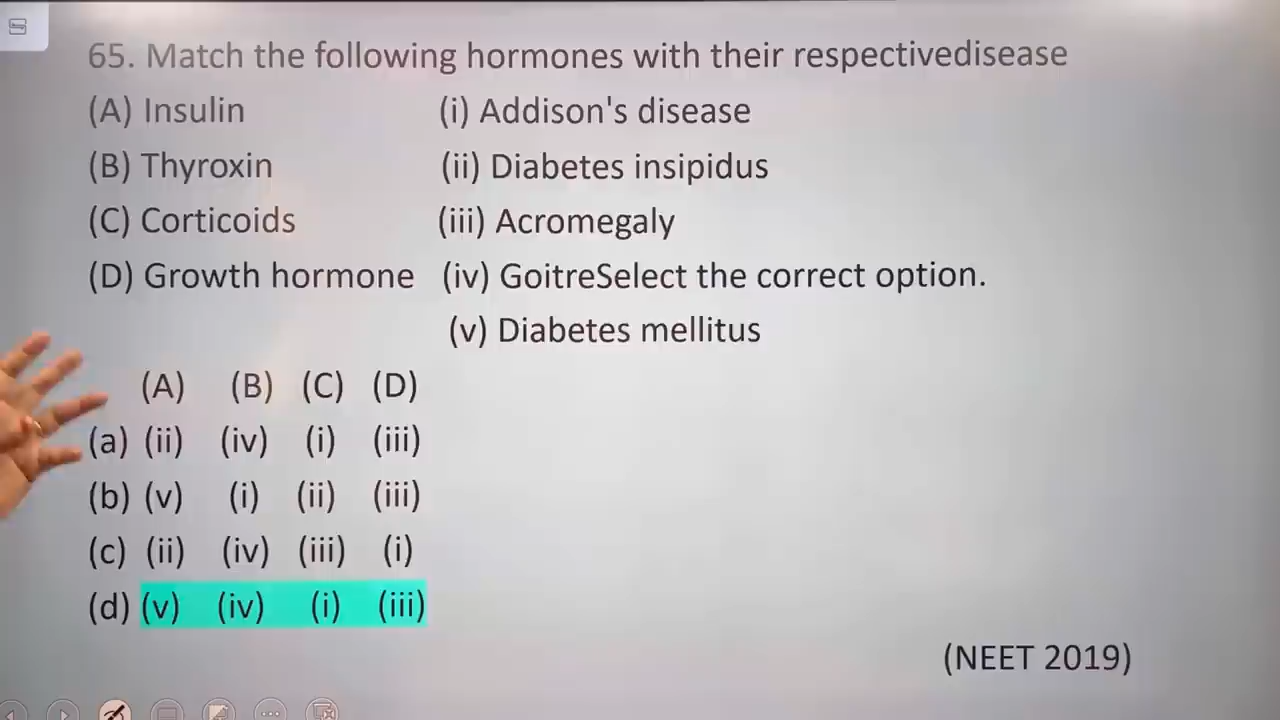 65. Match the following hormones with their respectivedisease
(A) Insulin (i) Addison's disease
(B) Thyroxin (ii) Diabetes insipidus
(C) Corticoids (iii) Acromegaly
(D) Growth hormone (iv) GoitreSelect the correct option.
(v) Diabetes mellitus
(A) (B) (C) (D)
(a) (ii) (iv) (i) (iii)
(b) (v) (i) (ii) (iii)
(c) (ii) (iv) (iii) (i)
(d) (v) (iv) (i) (iii)
(NEET 2019)